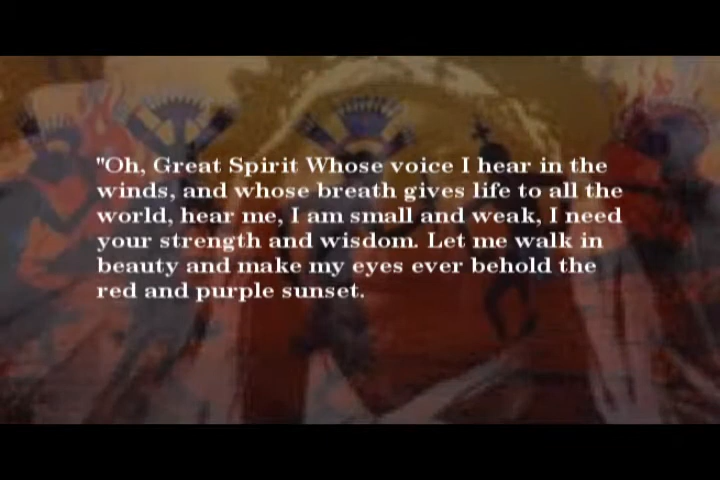 "Oh, Great Spirit Whose voice I hear in the
winds, and whose breath gives life to all the
world, hear me, I am small and weak, I need
your strength and wisdom. Let me walk in
beauty and make my eyes ever behold the
red and purple sunset.